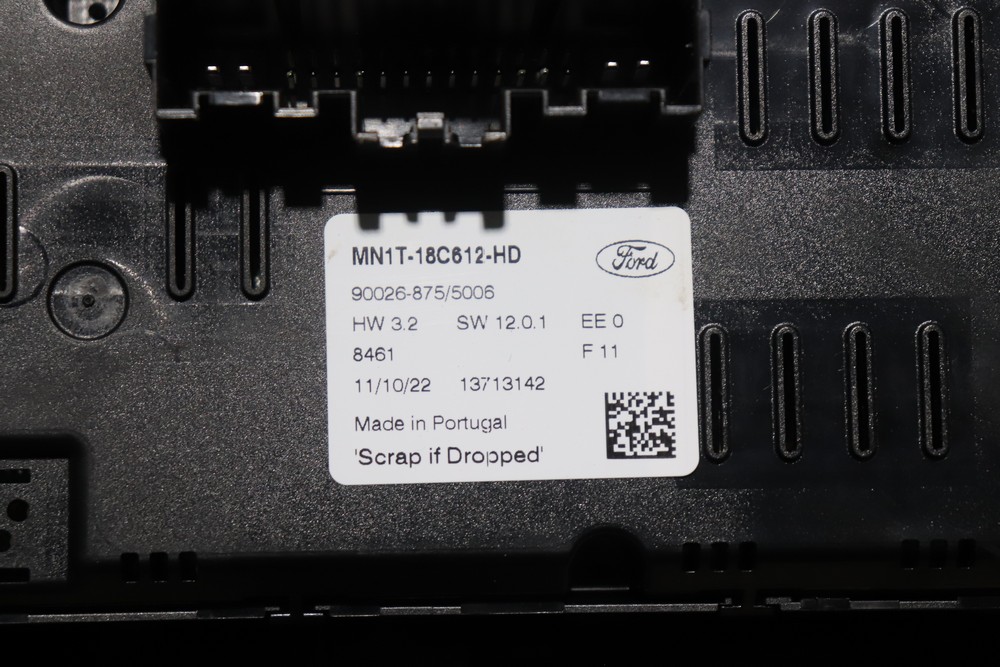 MN1T-18C612-HD
Ford
90026-875/5006
HW 3.2 SW 12.0.1 EE 0
8461 F 11
11/10/22 13713142
Made in Portugal
'Scrap if Dropped'